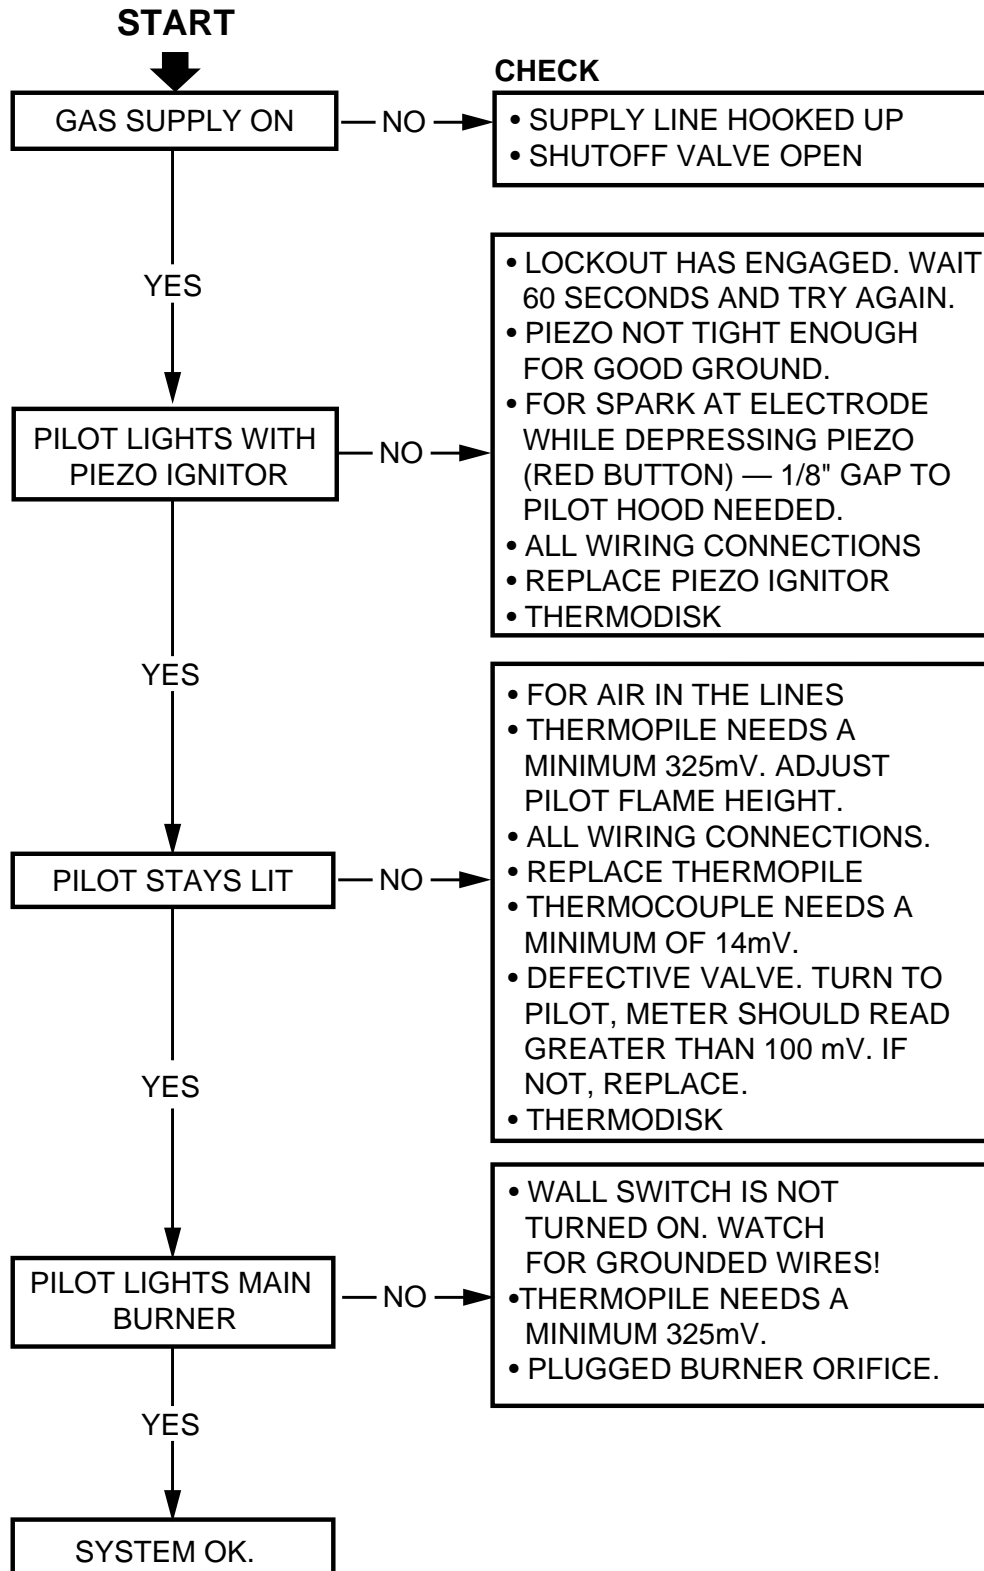 START
CHECK
GAS SUPPLY ON
NO
• SUPPLY LINE HOOKED UP
• SHUTOFF VALVE OPEN
YES
PILOT LIGHTS WITH
PIEZO IGNITOR
NO
• LOCKOUT HAS ENGAGED. WAIT
60 SECONDS AND TRY AGAIN.
• PIEZO NOT TIGHT ENOUGH
FOR GOOD GROUND.
• FOR SPARK AT ELECTRODE
WHILE DEPRESSING PIEZO
(RED BUTTON) — 1/8" GAP TO
PILOT HOOD NEEDED.
• ALL WIRING CONNECTIONS
• REPLACE PIEZO IGNITOR
• THERMODISK
YES
PILOT STAYS LIT
NO
• FOR AIR IN THE LINES
• THERMOPILE NEEDS A
MINIMUM 325mV. ADJUST
PILOT FLAME HEIGHT.
• ALL WIRING CONNECTIONS.
• REPLACE THERMOPILE
• THERMOCOUPLE NEEDS A
MINIMUM OF 14mV.
• DEFECTIVE VALVE. TURN TO
PILOT, METER SHOULD READ
GREATER THAN 100 mV. IF
NOT, REPLACE.
• THERMODISK
YES
PILOT LIGHTS MAIN
BURNER
NO
• WALL SWITCH IS NOT
TURNED ON. WATCH
FOR GROUNDED WIRES!
•THERMOPILE NEEDS A
MINIMUM 325mV.
• PLUGGED BURNER ORIFICE.
YES
SYSTEM OK.